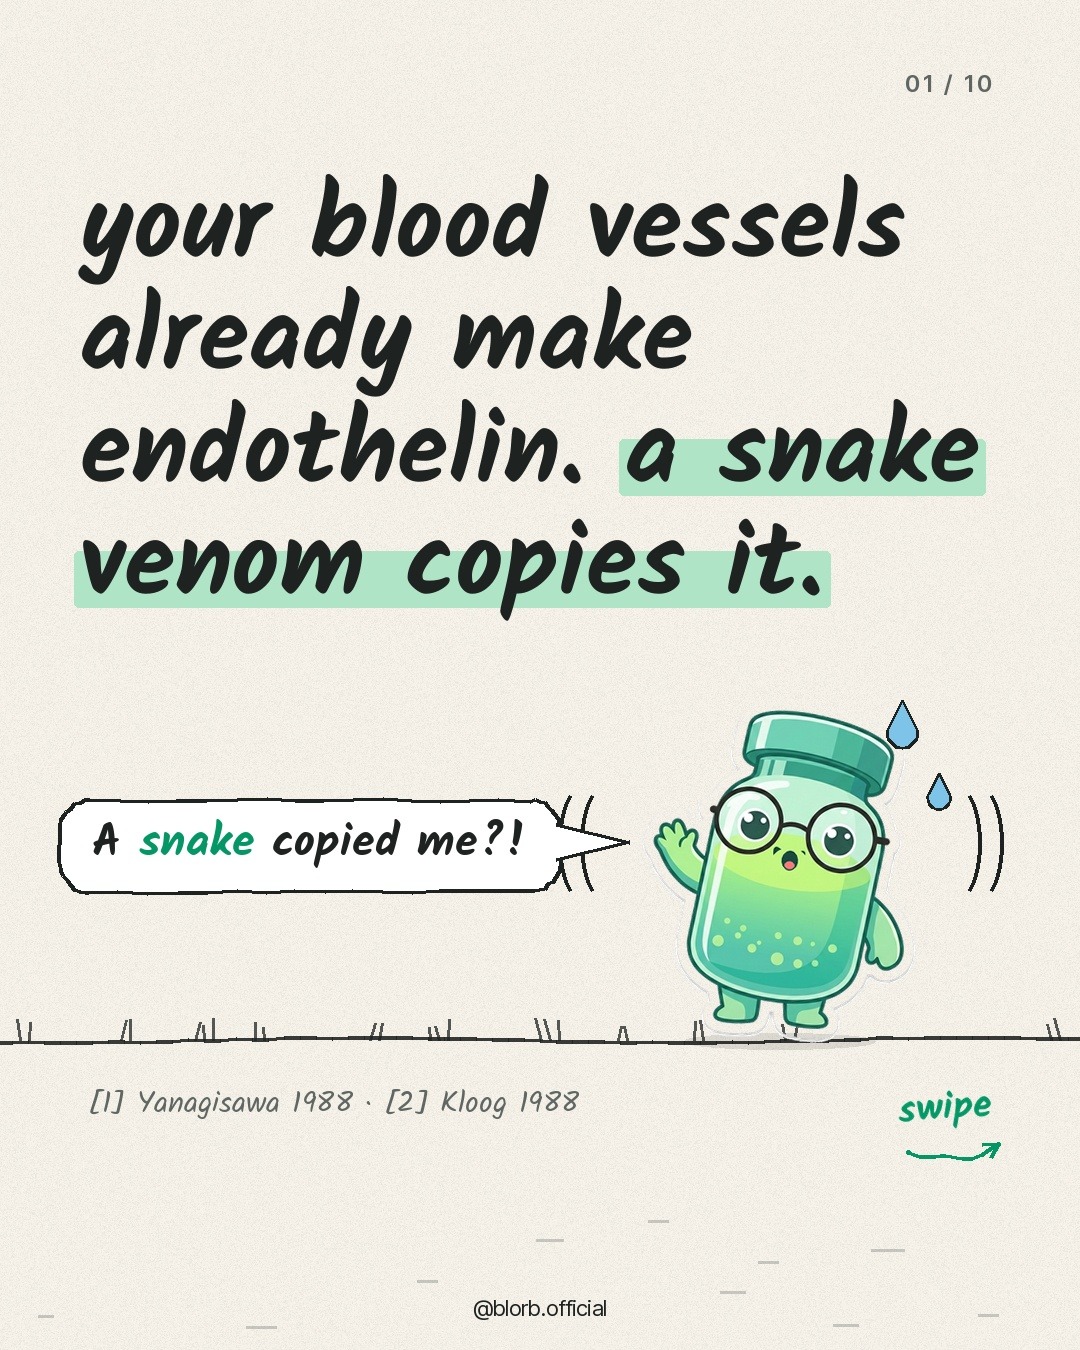 01 / 10
your blood vessels
already make
endothelin. a snake
venom copies it.
A snake copied me?!
[1] Yanagisawa 1988 · [2] Kloog 1988
swipe
@blorb.official